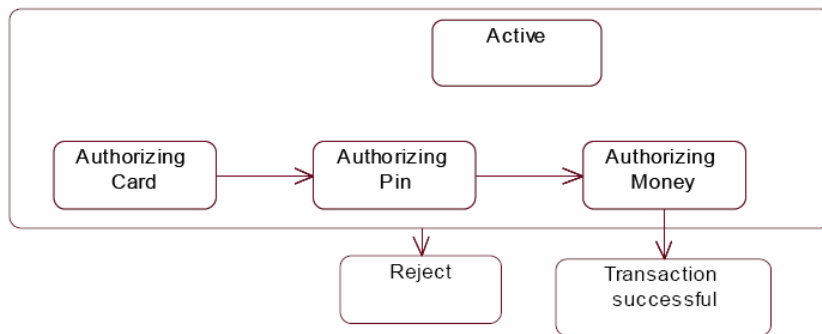 Active
Authorizing
Card
Authorizing
Pin
Authorizing
Money
Reject
Transaction
successful